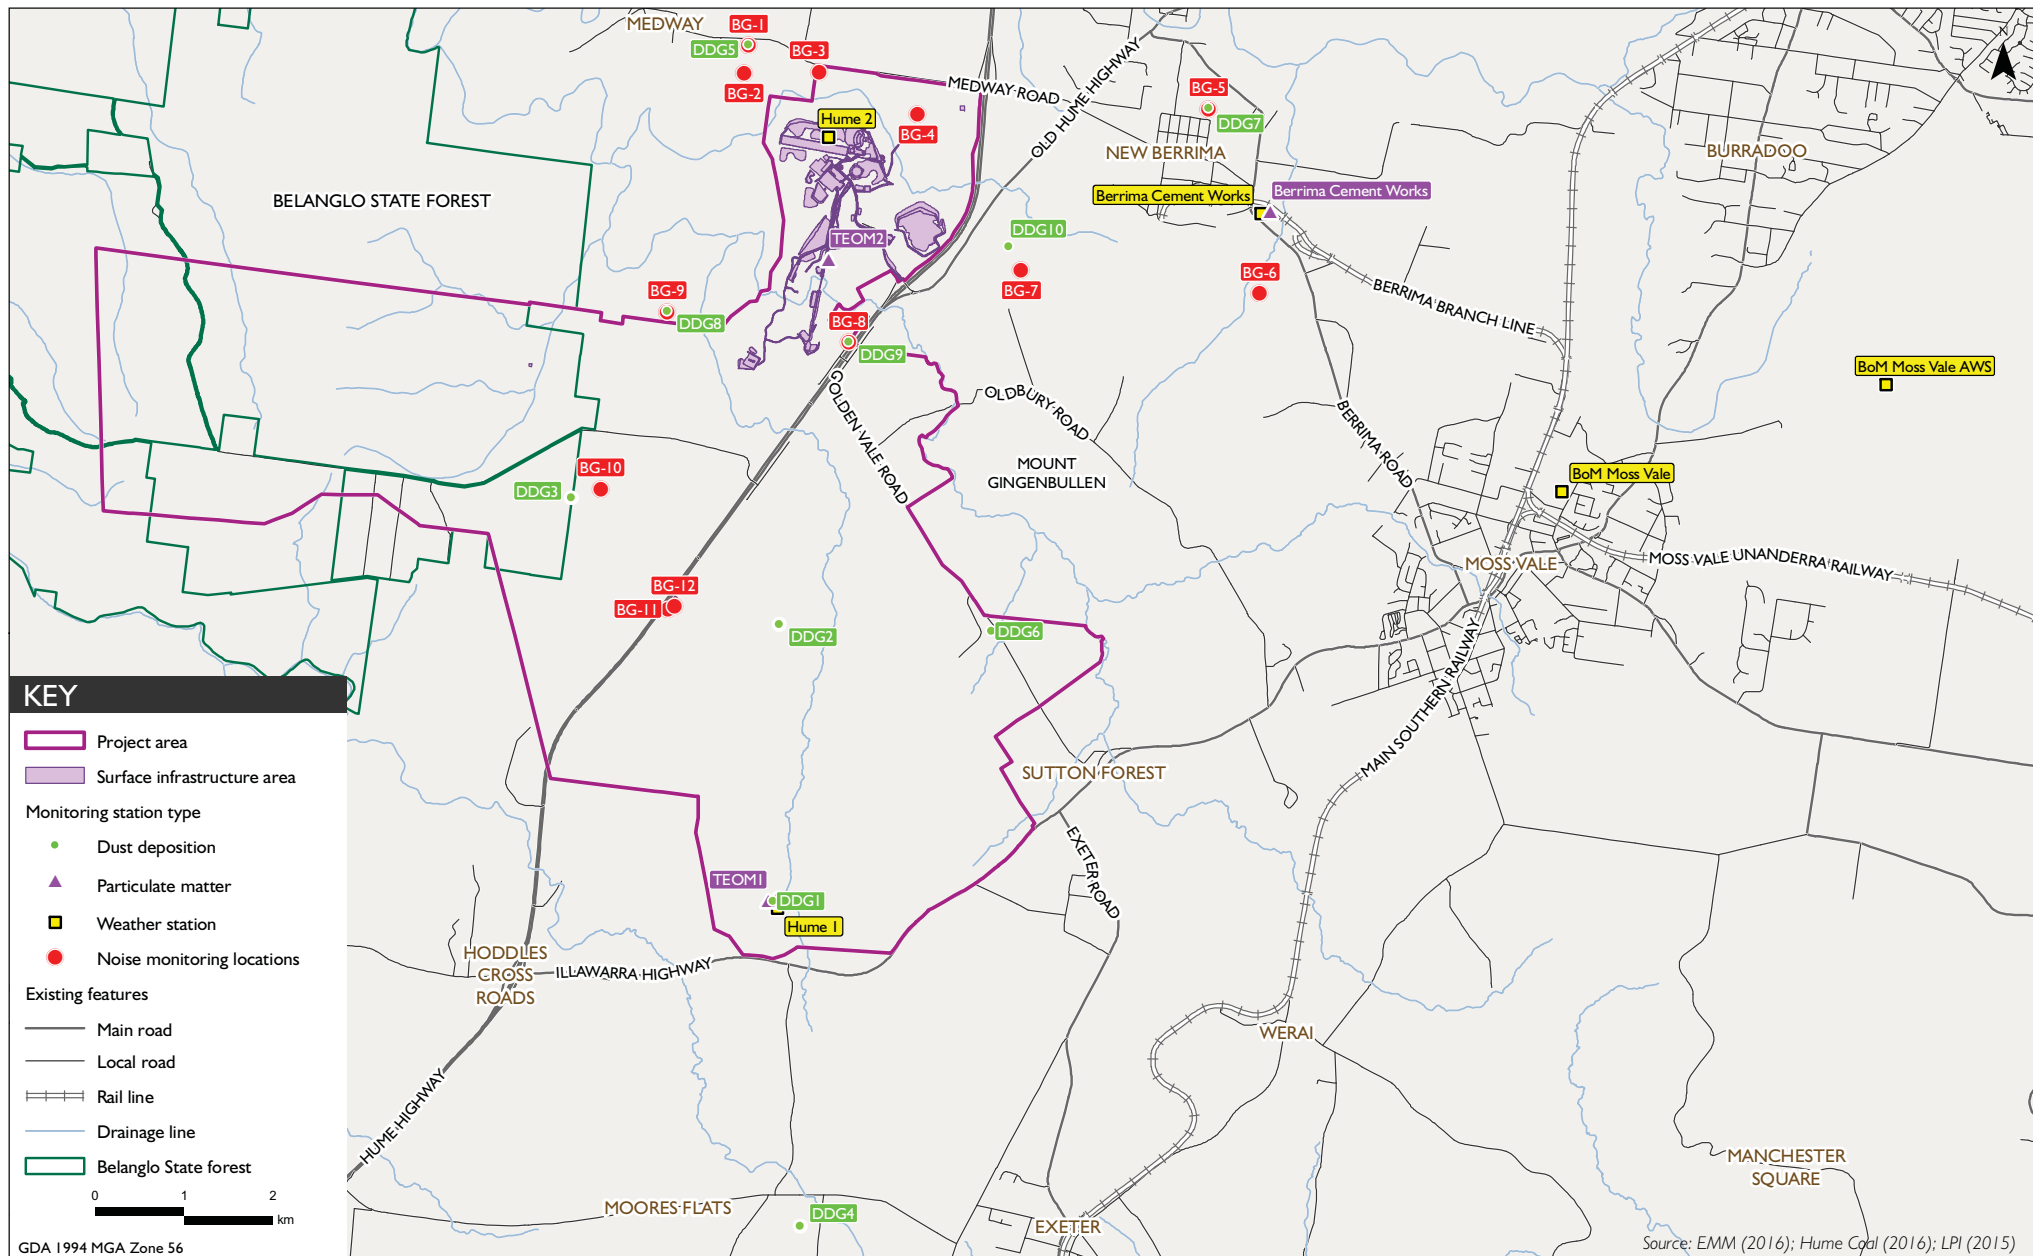 MEDWAY
BG-1
DDG5
BG-3
BG-2
MEDWAY ROAD
OLD HUME HIGHWAY
BG-5
DDG7
Hume 2
BG-4
NEW BERRIMA
BURRADOO
BELANGLO STATE FOREST
Berrima Cement Works
Berrima Cement Works
TEOM2
DDG10
BG-7
BG-6
BERRIMA BRANCH LINE
BG-9
DDG8
BG-8
DDG9
BoM Moss Vale AWS
GOLDEN VALE ROAD
OLDBURY ROAD
BERRIMA ROAD
MOUNT
GINGENBULLEN
BG-10
DDG3
BoM Moss Vale
MOSS VALE
MOSS VALE UNANDERRA RAILWAY
BG-12
BG-11
DDG2
DDG6
MAIN SOUTHERN RAILWAY
SUTTON FOREST
EXETER ROAD
TEOM1
DDG1
Hume 1
HODDLES
CROSS
ROADS
ILLAWARRA HIGHWAY
WERAI
HUME HIGHWAY
MANCHESTER
SQUARE
MOORES FLATS
DDG4
EXETER
KEY
Project area
Surface infrastructure area
Monitoring station type
Dust deposition
Particulate matter
Weather station
Noise monitoring locations
Existing features
Main road
Local road
Rail line
Drainage line
Belanglo State forest
0 1 2
km
GDA 1994 MGA Zone 56
Source: EMM (2016); Hume Coal (2016); LPI (2015)
N